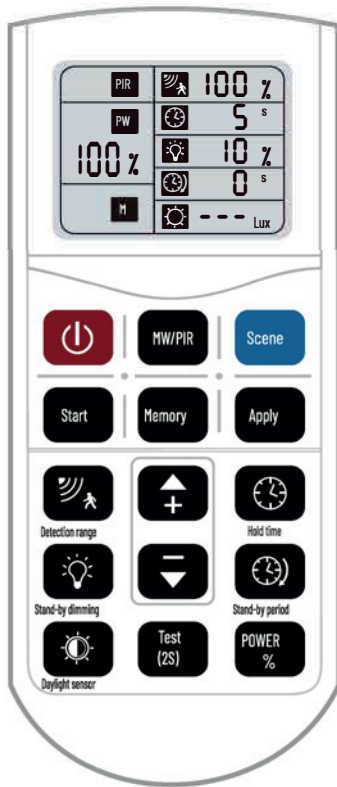 PIR
100 %
PW
5 s
100 %
10 %
0 s
M
--- Lux
MW/PIR
Scene
Start
Memory
Apply
+
Detection range
Hold time
−
Stand-by dimming
Stand-by period
Test
(2S)
POWER
%
Daylight sensor